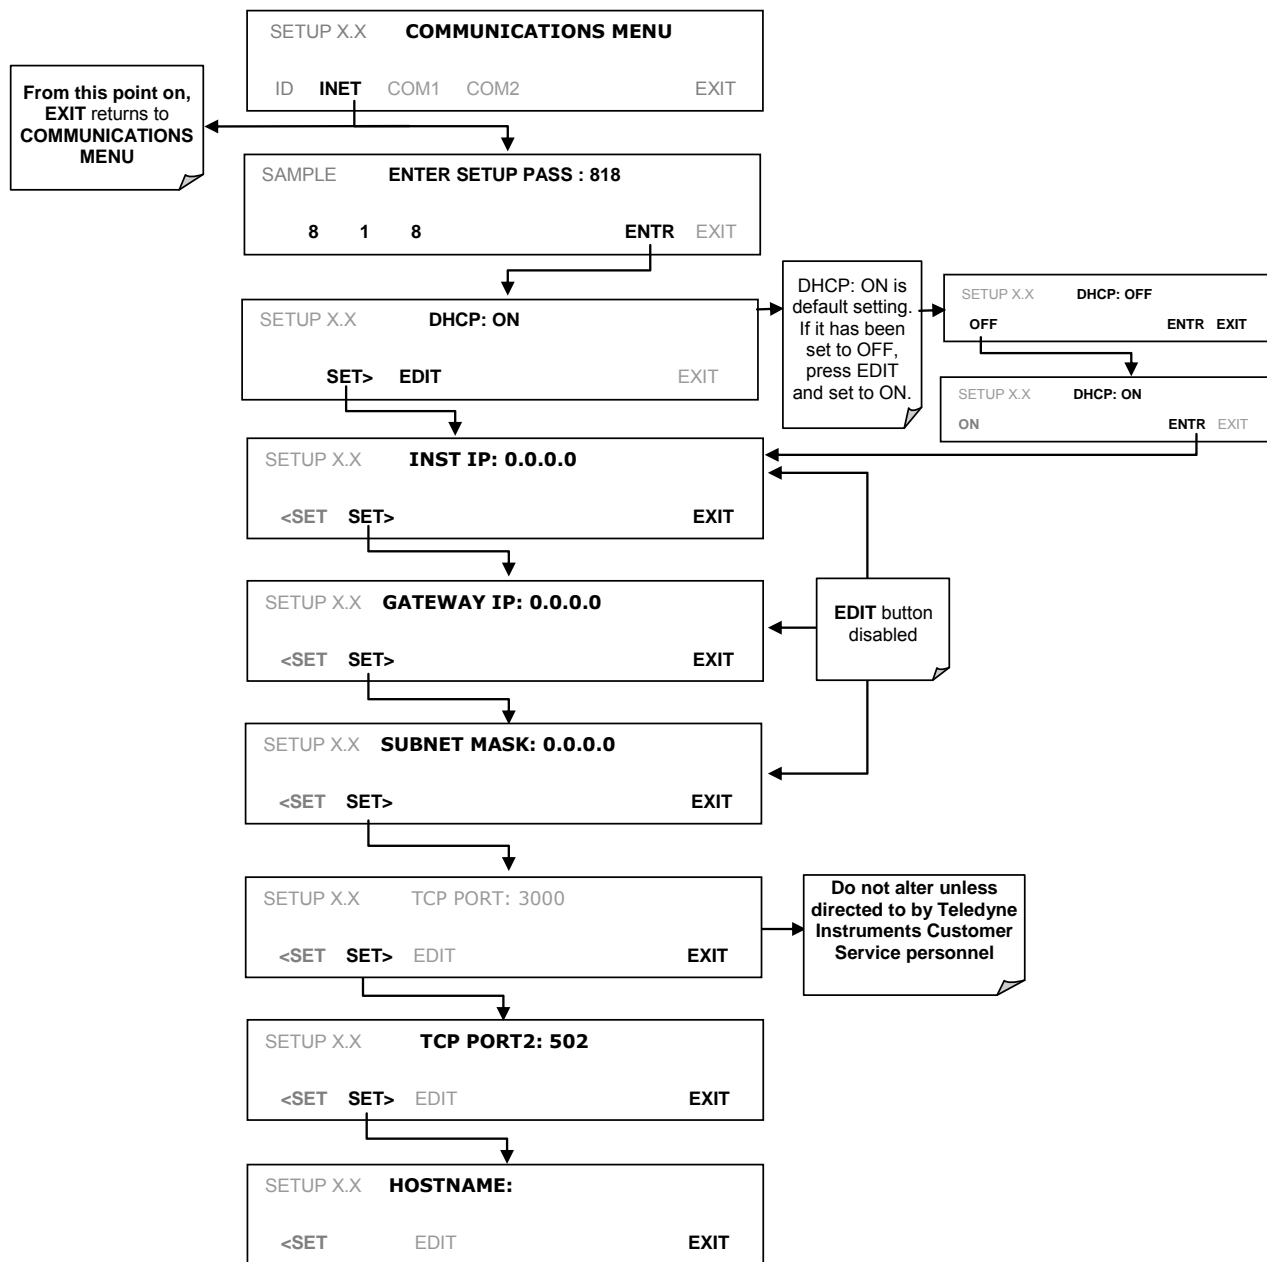 SETUP X.X COMMUNICATIONS MENU
ID INET COM1 COM2 EXIT
From this point on,
EXIT returns to
COMMUNICATIONS
MENU
SAMPLE ENTER SETUP PASS : 818
8 1 8 ENTR EXIT
SETUP X.X DHCP: ON
SET> EDIT EXIT
DHCP: ON is
default setting.
If it has been
set to OFF,
press EDIT
and set to ON.
SETUP X.X DHCP: OFF
OFF ENTR EXIT
SETUP X.X DHCP: ON
ON ENTR EXIT
SETUP X.X INST IP: 0.0.0.0
<SET SET> EXIT
SETUP X.X GATEWAY IP: 0.0.0.0
<SET SET> EXIT
EDIT button
disabled
SETUP X.X SUBNET MASK: 0.0.0.0
<SET SET> EXIT
SETUP X.X TCP PORT: 3000
<SET SET> EDIT EXIT
Do not alter unless
directed to by Teledyne
Instruments Customer
Service personnel
SETUP X.X TCP PORT2: 502
<SET SET> EDIT EXIT
SETUP X.X HOSTNAME:
<SET EDIT EXIT